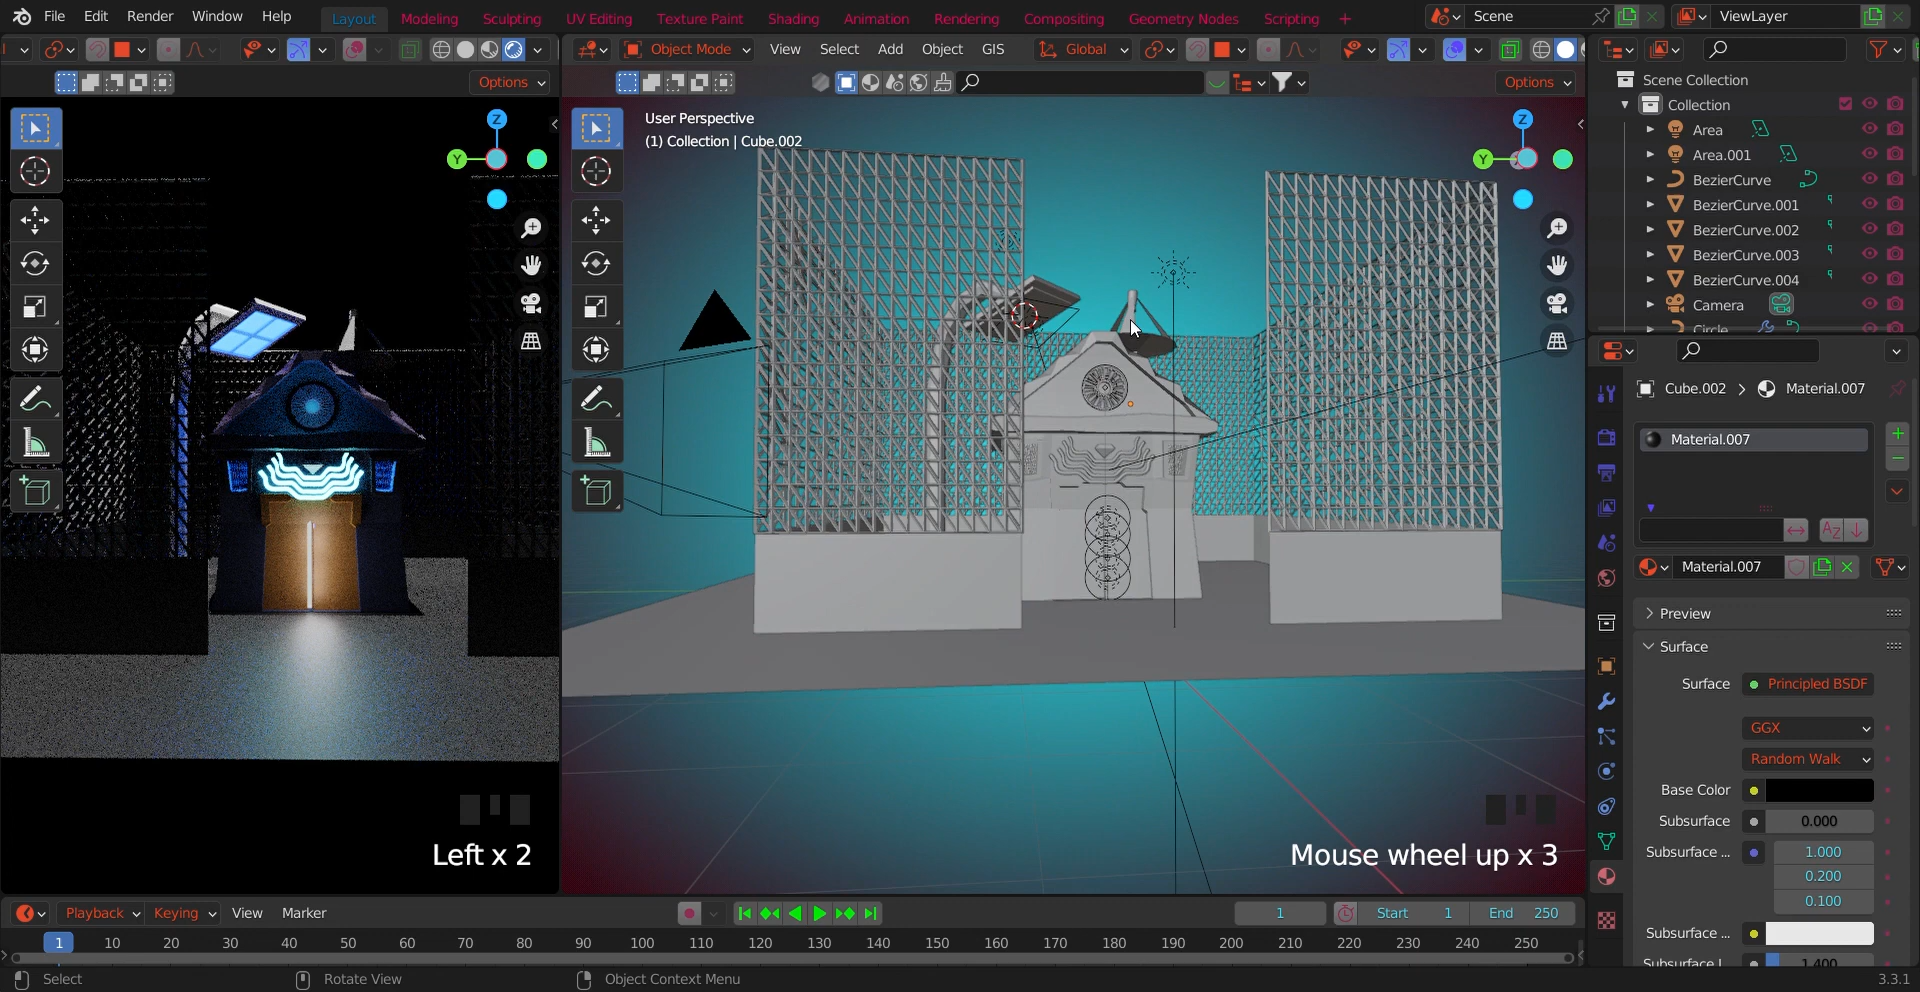 File Edit Render Window Help Layout Modeling Sculpting UV Editing Texture Paint Shading Animation Rendering Compositing Geometry Nodes Scripting + Scene ViewLayer
Object Mode View Select Add Object GIS Global
Options Options
User Perspective
(1) Collection | Cube.002
Z Y
Z Y
Scene Collection
Collection
Area
Area.001
BezierCurve
BezierCurve.001
BezierCurve.002
BezierCurve.003
BezierCurve.004
Camera
Circle
Cube.002 > Material.007
Material.007
Material.007
Preview
Surface
Surface Principled BSDF
GGX
Random Walk
Base Color
Subsurface 0.000
Subsurface ... 1.000
0.200
0.100
Subsurface ...
Subsurface I 1.400
Left x 2
Mouse wheel up x 3
Playback Keying View Marker 1 Start 1 End 250
1 10 20 30 40 50 60 70 80 90 100 110 120 130 140 150 160 170 180 190 200 210 220 230 240 250
Select Rotate View Object Context Menu 3.3.1